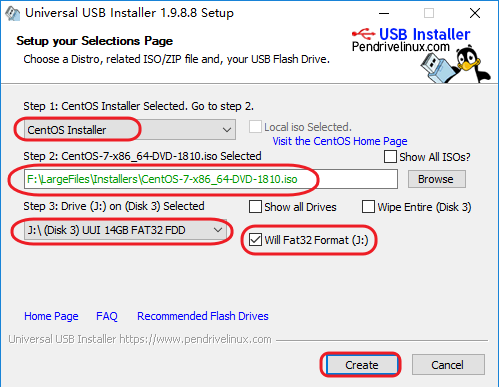 Universal USB Installer 1.9.8.8 Setup
Setup your Selections Page
Choose a Distro, related ISO/ZIP file and, your USB Flash Drive.
USB Installer
Pendrivelinux.com
Step 1: CentOS Installer Selected. Go to step 2.
CentOS Installer
Local iso Selected.
Visit the CentOS Home Page
Step 2: CentOS-7-x86_64-DVD-1810.iso Selected
Show All ISOs?
F:\LargeFiles\Installers\CentOS-7-x86_64-DVD-1810.iso
Browse
Step 3: Drive (J:) on (Disk 3) Selected
Show all Drives
Wipe Entire (Disk 3)
J:\ (Disk 3) UUI 14GB FAT32 FDD
Will Fat32 Format (J:)
Home Page FAQ Recommended Flash Drives
Universal USB Installer https://www.pendrivelinux.com
Create
Cancel